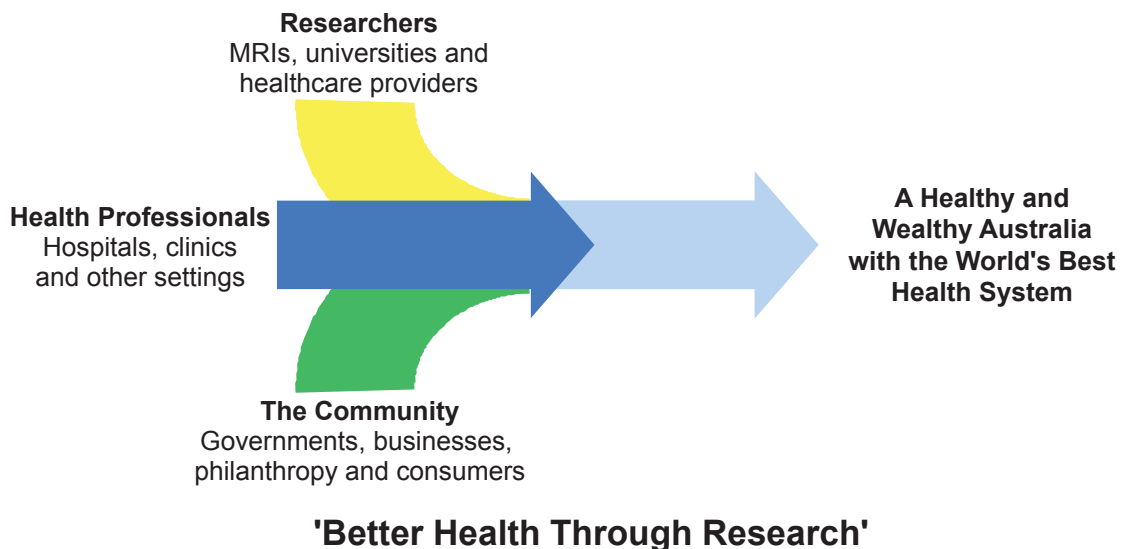 Researchers
MRIs, universities and
healthcare providers
Health Professionals
Hospitals, clinics
and other settings
A Healthy and
Wealthy Australia
with the World's Best
Health System
The Community
Governments, businesses,
philanthropy and consumers
'Better Health Through Research'